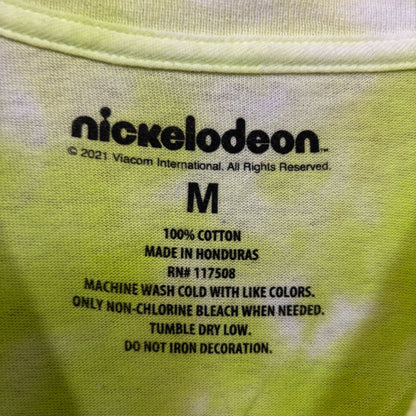 nickelodeon™
© 2021 Viacom International. All Rights Reserved.
M
100% COTTON
MADE IN HONDURAS
RN# 117508
MACHINE WASH COLD WITH LIKE COLORS.
ONLY NON-CHLORINE BLEACH WHEN NEEDED.
TUMBLE DRY LOW.
DO NOT IRON DECORATION.